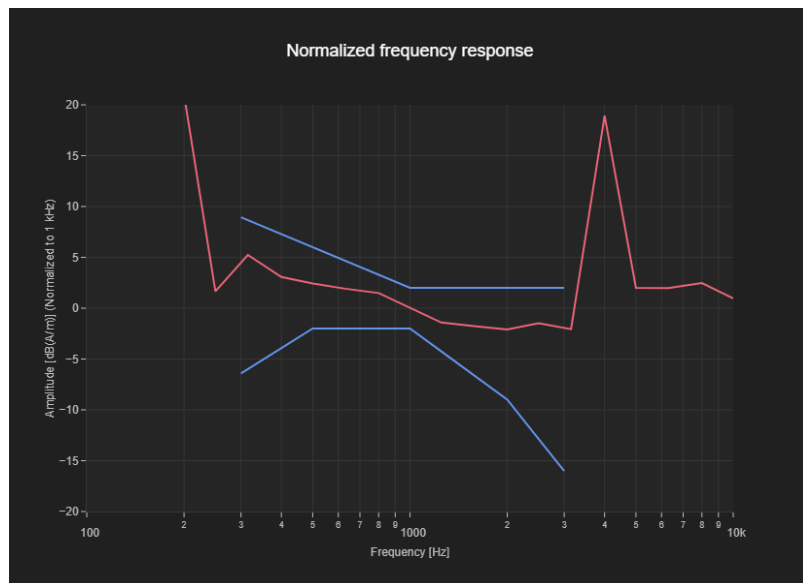 Normalized frequency response
20
15
10
5
0
−5
−10
−15
−20
Amplitude [dB(A/m)] (Normalized to 1 kHz)
100 2 3 4 5 6 7 8 9 1000 2 3 4 5 6 7 8 9 10k
Frequency [Hz]